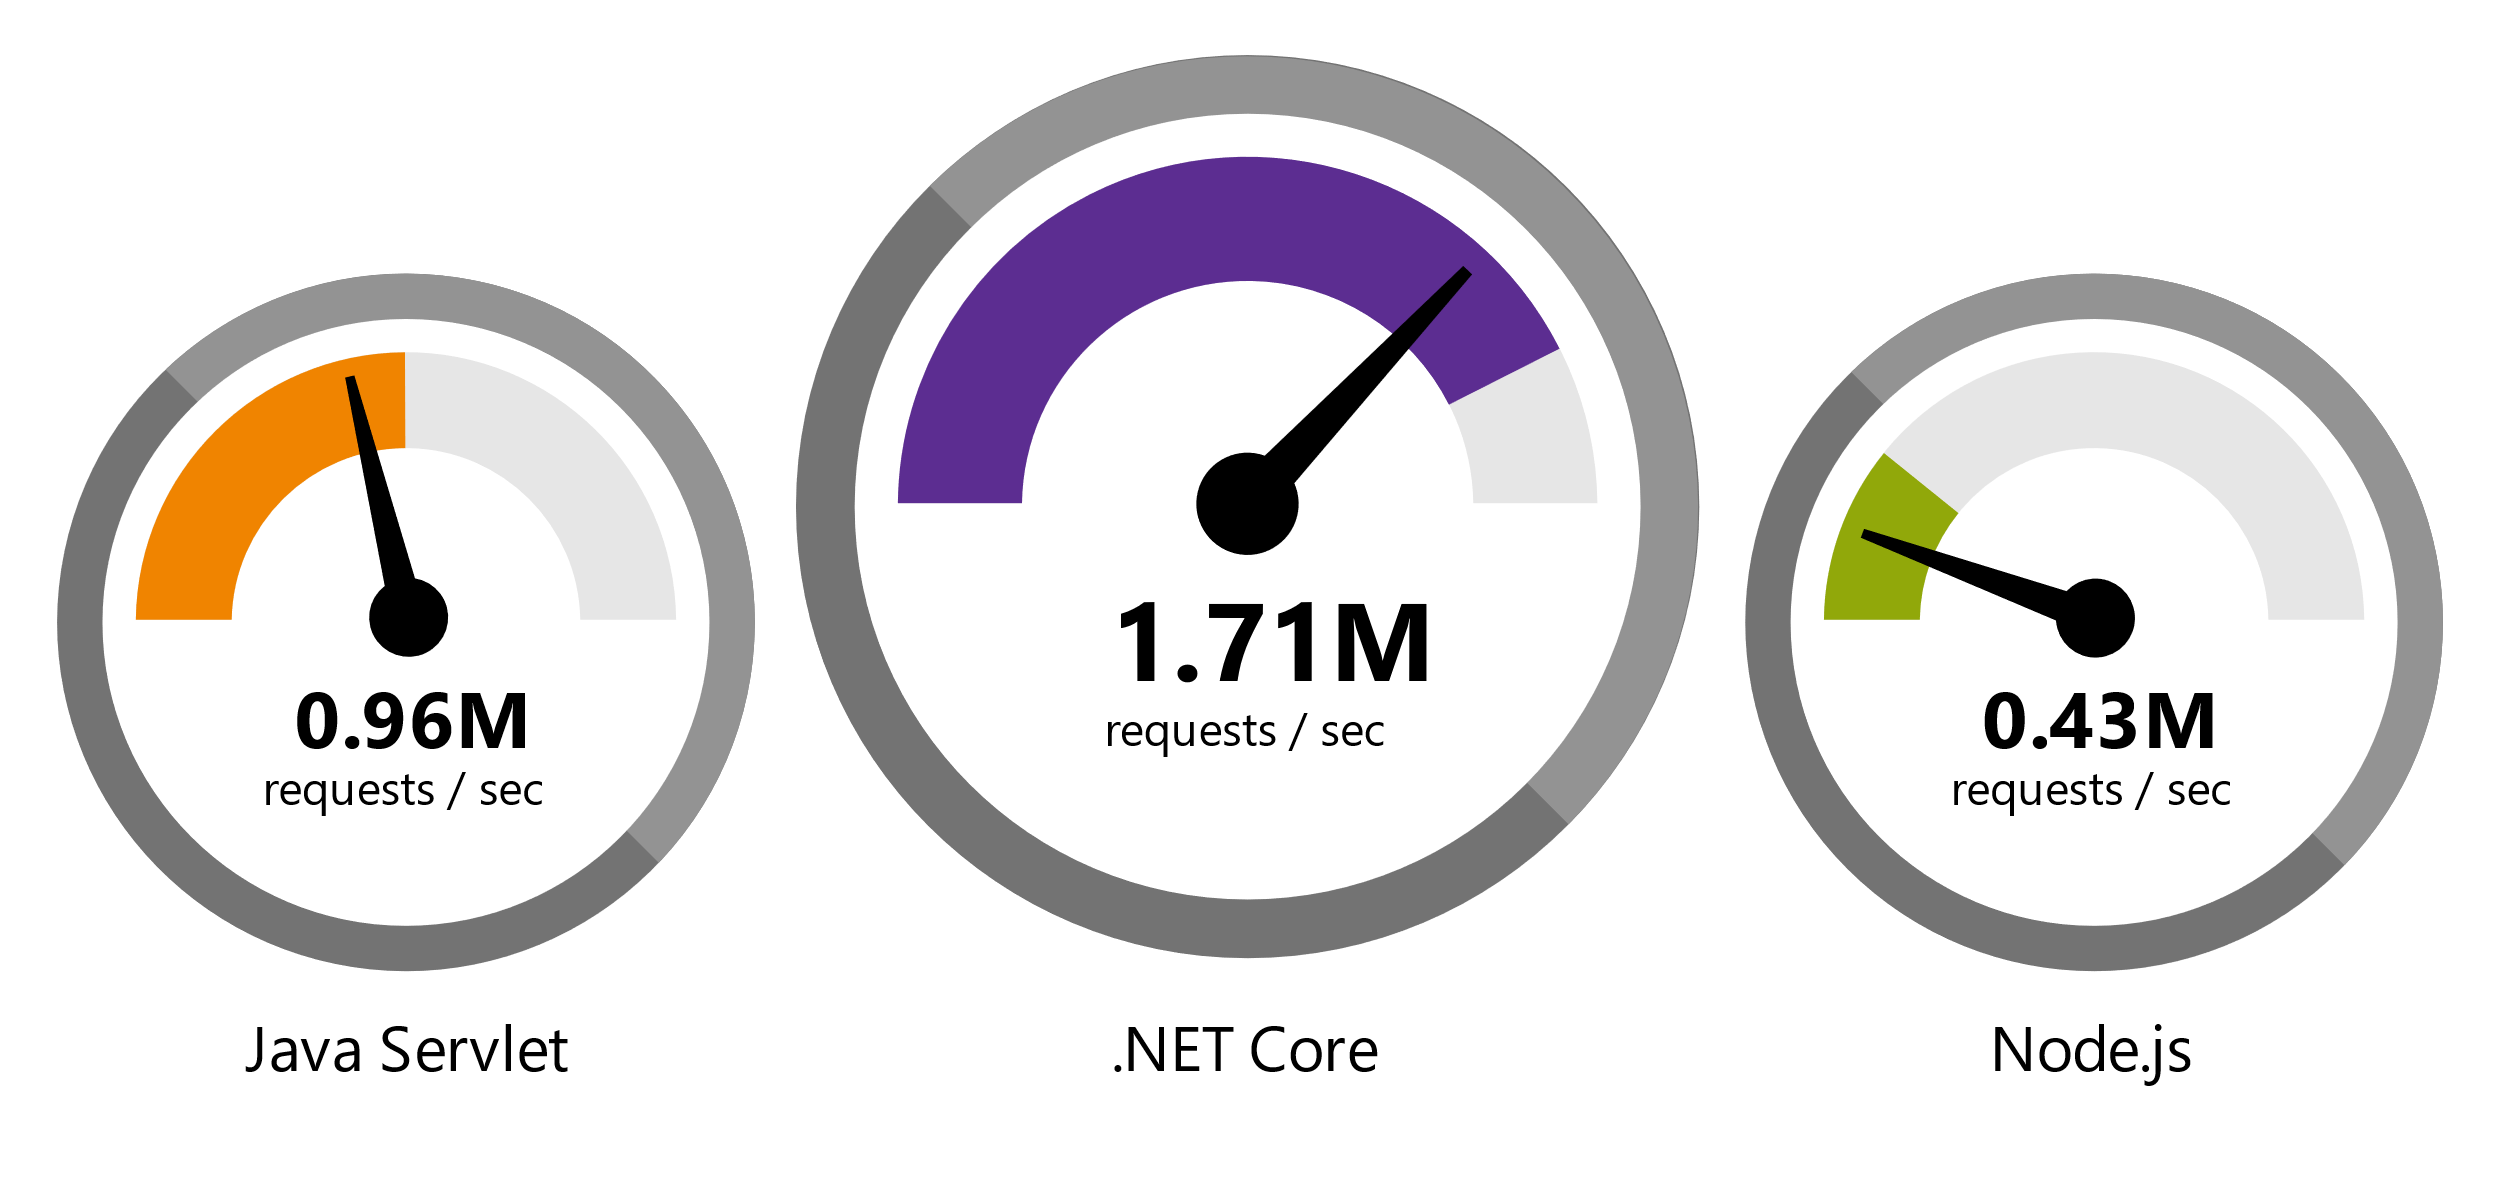 0.96M
requests / sec
Java Servlet
1.71M
requests / sec
.NET Core
0.43M
requests / sec
Node.js